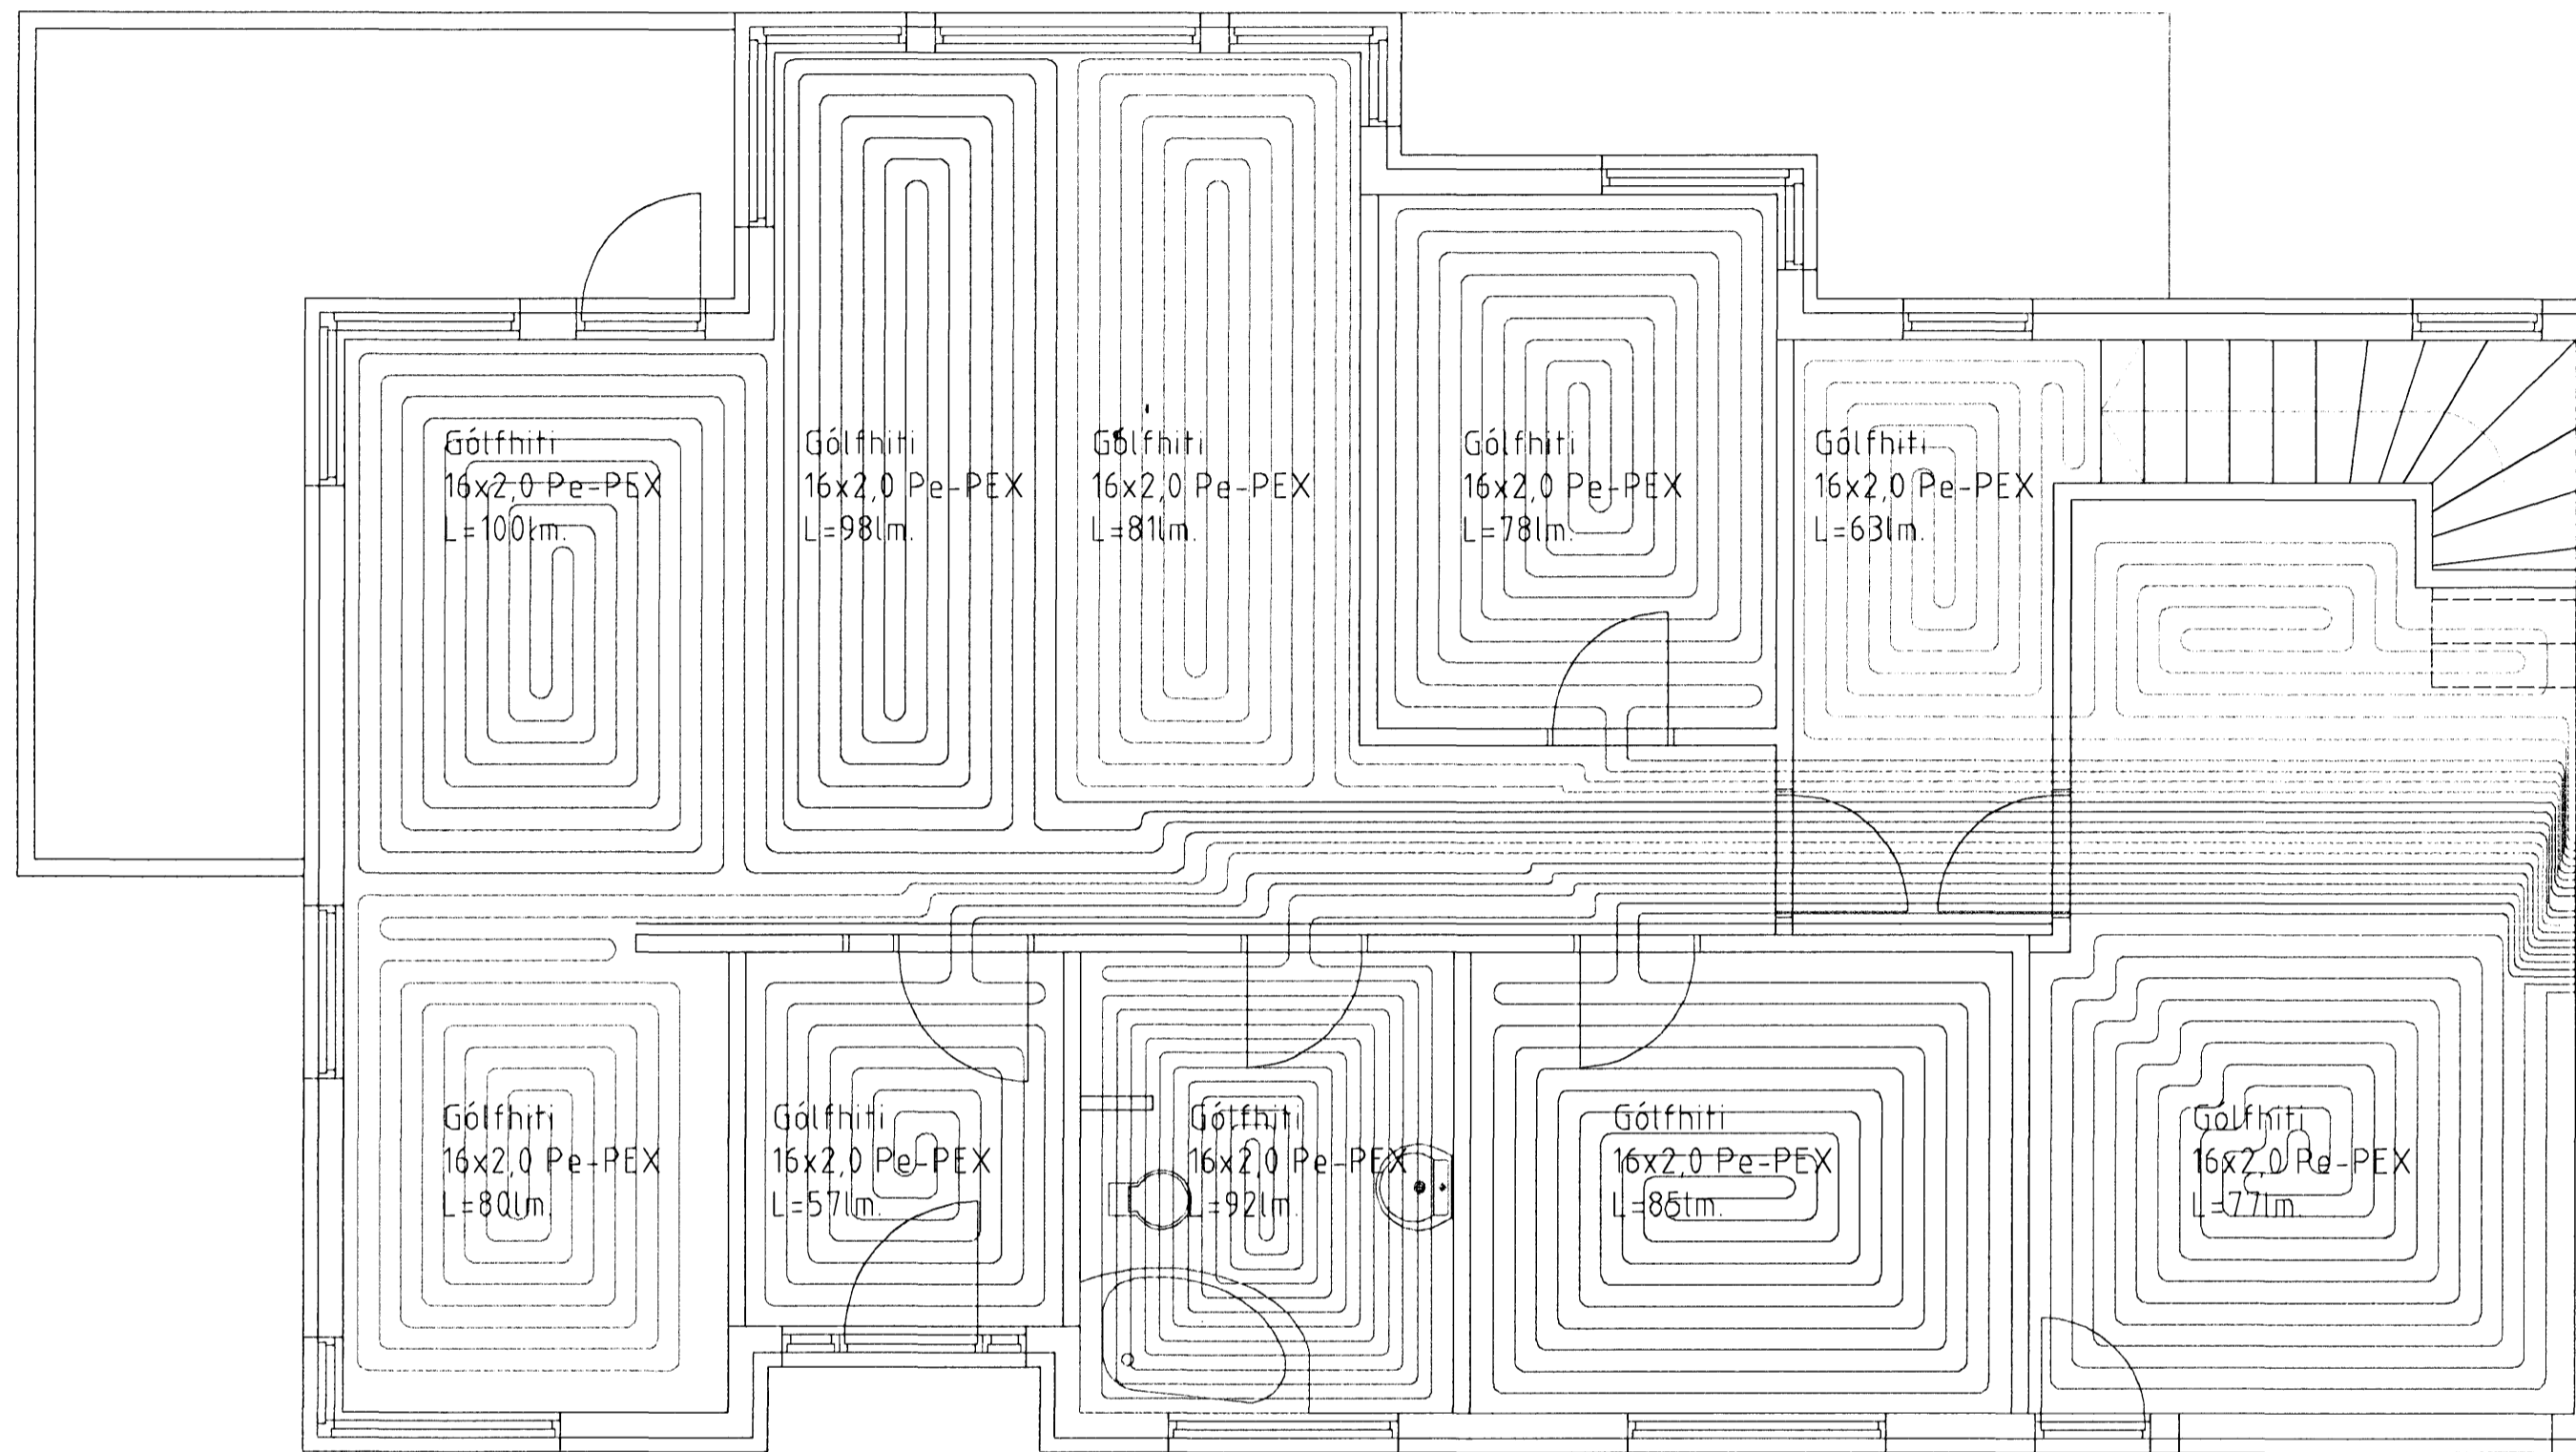 Gólfhiti
16x2,0 Pe-PEX
L=100lm.
Gólfhiti
16x2,0 Pe-PEX
L=98lm.
Gólfhiti
16x2,0 Pe-PEX
L=81lm.
Gólfhiti
16x2,0 Pe-PEX
L=78lm.
Gólfhiti
16x2,0 Pe-PEX
L=63lm.
Gólfhiti
16x2,0 Pe-PEX
L=80lm.
Gólfhiti
16x2,0 Pe-PEX
L=57lm.
Gólfhiti
16x2,0 Pe-PEX
L=92lm.
Gólfhiti
16x2,0 Pe-PEX
L=85lm.
Gólfhiti
16x2,0 Pe-PEX
L=77lm.